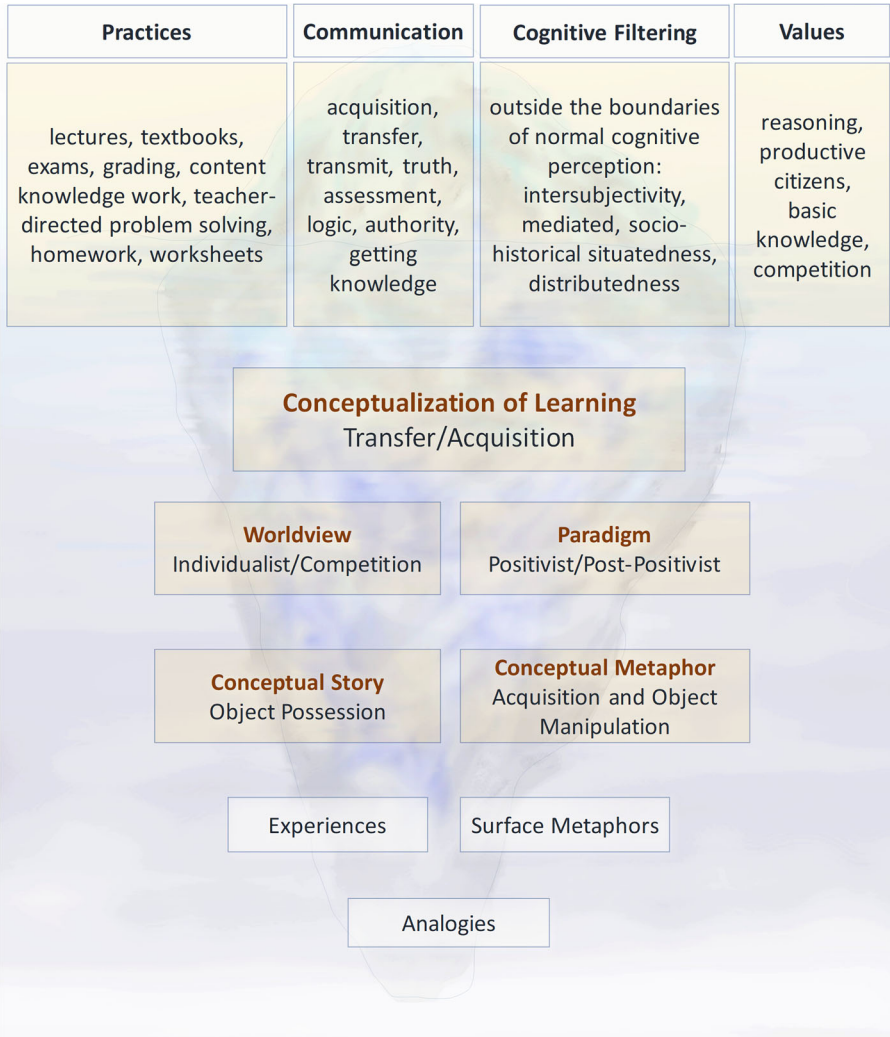 Practices
Communication
Cognitive Filtering
Values
lectures, textbooks,
exams, grading, content
knowledge work, teacher-
directed problem solving,
homework, worksheets
acquisition,
transfer,
transmit, truth,
assessment,
logic, authority,
getting
knowledge
outside the boundaries
of normal cognitive
perception:
intersubjectivity,
mediated, socio-
historical situatedness,
distributedness
reasoning,
productive
citizens,
basic
knowledge,
competition
Conceptualization of Learning
Transfer/Acquisition
Worldview
Individualist/Competition
Paradigm
Positivist/Post-Positivist
Conceptual Story
Object Possession
Conceptual Metaphor
Acquisition and Object
Manipulation
Experiences
Surface Metaphors
Analogies